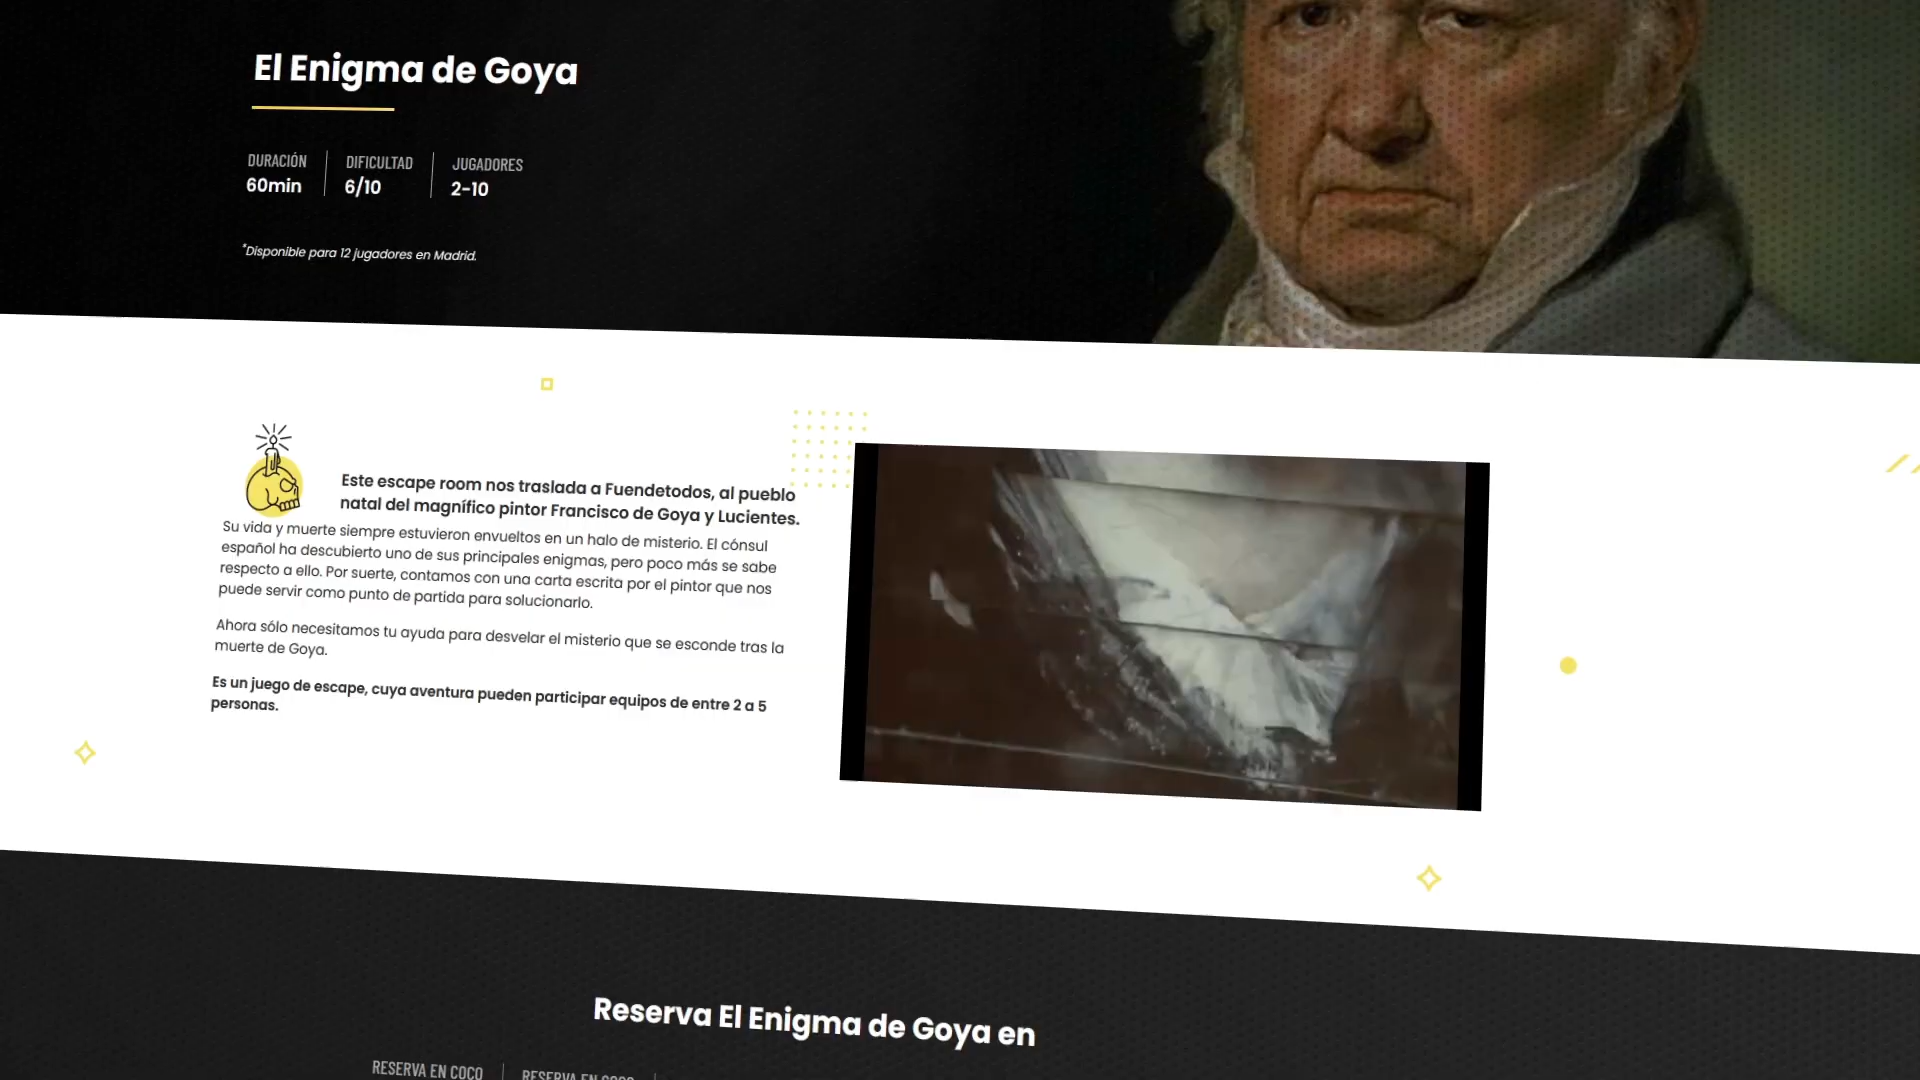 El Enigma de Goya
DURACIÓN
60min
DIFICULTAD
6/10
JUGADORES
2-10
*Disponible para 12 jugadores en Madrid.
Este escape room nos traslada a Fuendetodos, al pueblo
natal del magnífico pintor Francisco de Goya y Lucientes.
Su vida y muerte siempre estuvieron envueltos en un halo de misterio. El cónsul
español ha descubierto uno de sus principales enigmas, pero poco más se sabe
respecto a ello. Por suerte, contamos con una carta escrita por el pintor que nos
puede servir como punto de partida para solucionarlo.
Ahora sólo necesitamos tu ayuda para desvelar el misterio que se esconde tras la
muerte de Goya.
Es un juego de escape, cuya aventura pueden participar equipos de entre 2 a 5
personas.
Reserva El Enigma de Goya en
RESERVA EN COCO
RESERVA EN COCO